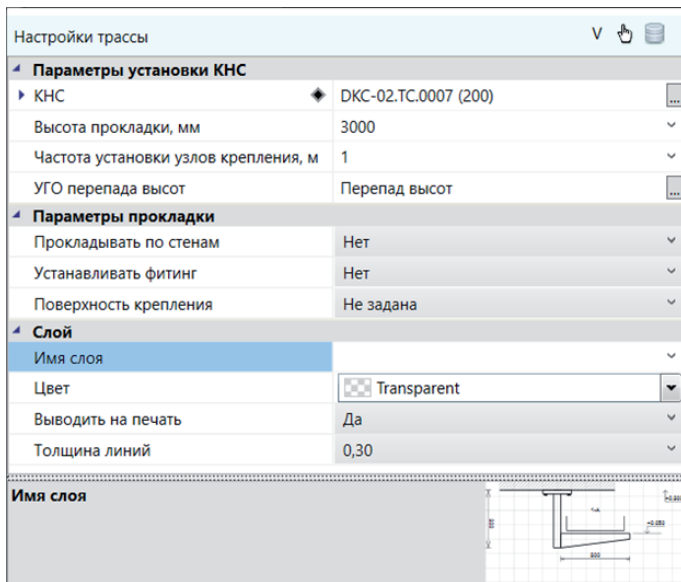 Настройки трассы V
Параметры установки КНС
КНС DKC-02.TC.0007 (200) ...
Высота прокладки, мм 3000
Частота установки узлов крепления, м 1
УГО перепада высот Перепад высот ...
Параметры прокладки
Прокладывать по стенам Нет
Устанавливать фитинг Нет
Поверхность крепления Не задана
Слой
Имя слоя
Цвет Transparent
Выводить на печать Да
Толщина линий 0,30
Имя слоя